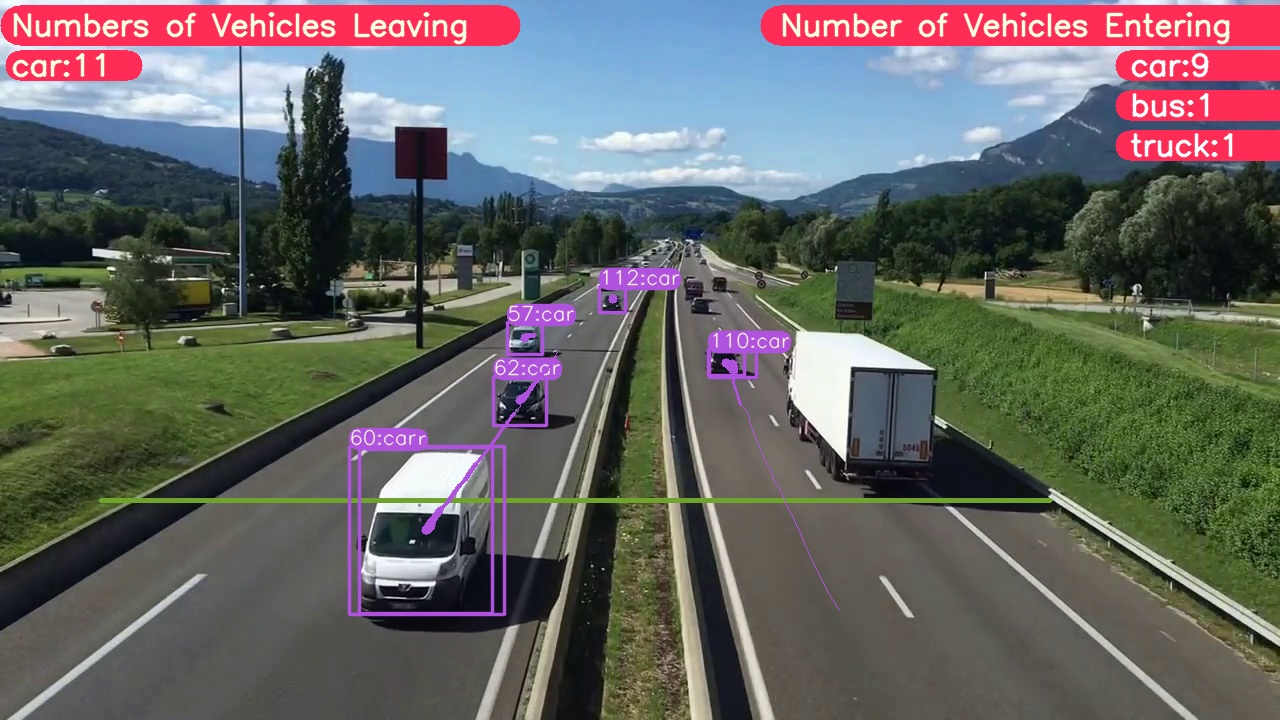 Numbers of Vehicles Leaving
car:11
Number of Vehicles Entering
car:9
bus:1
truck:1
112:car
57:car
110:car
62:car
60:carr